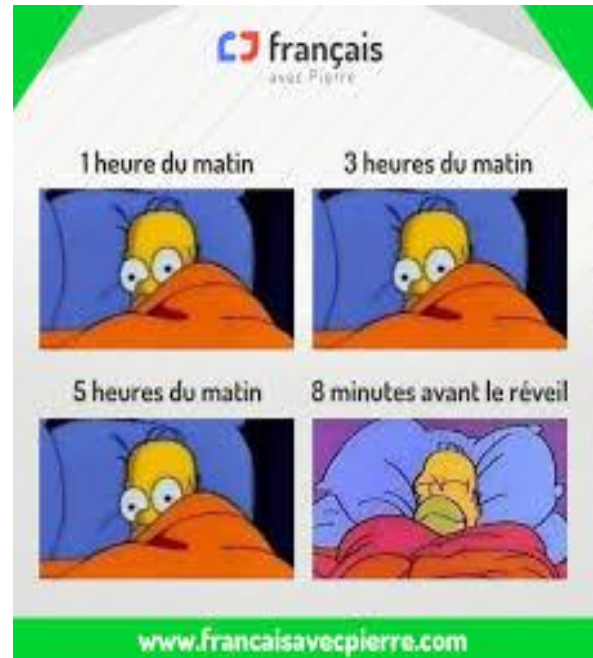 français
avec Pierre
1 heure du matin
3 heures du matin
5 heures du matin
8 minutes avant le réveil
www.francaisavecpierre.com